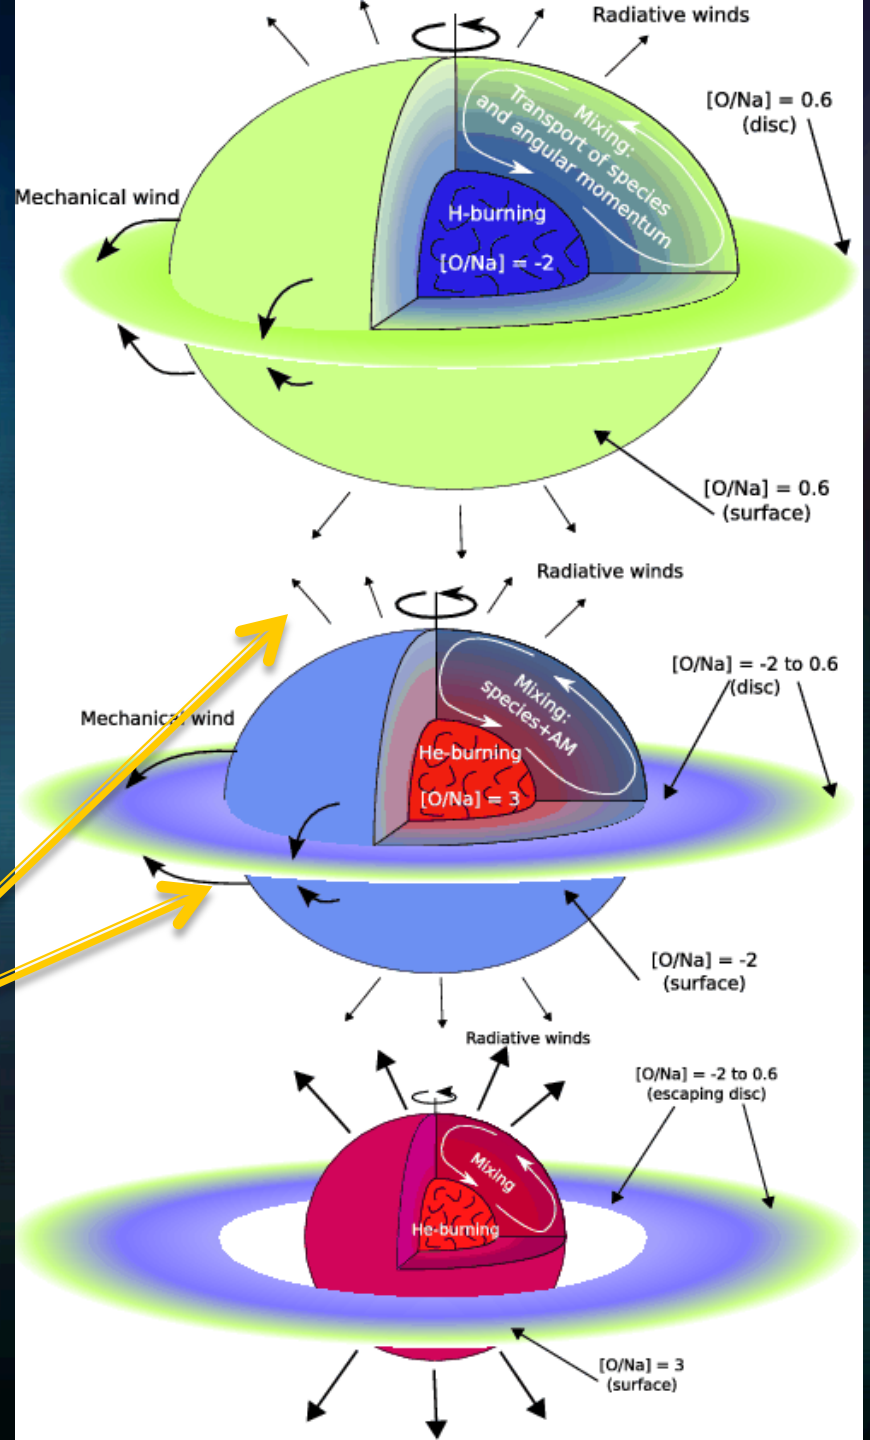 Radiative winds
[O/Na] = 0.6
(disc)
Mixing:
Transport of species
and angular momentum
Mechanical wind
H-burning
[O/Na] = -2
[O/Na] = 0.6
(surface)
Radiative winds
[O/Na] = -2 to 0.6
(disc)
Mixing:
species+AM
Mechanical wind
He-burning
[O/Na] = 3
[O/Na] = -2
(surface)
Radiative winds
[O/Na] = -2 to 0.6
(escaping disc)
Mixing
He-burning
[O/Na] = 3
(surface)